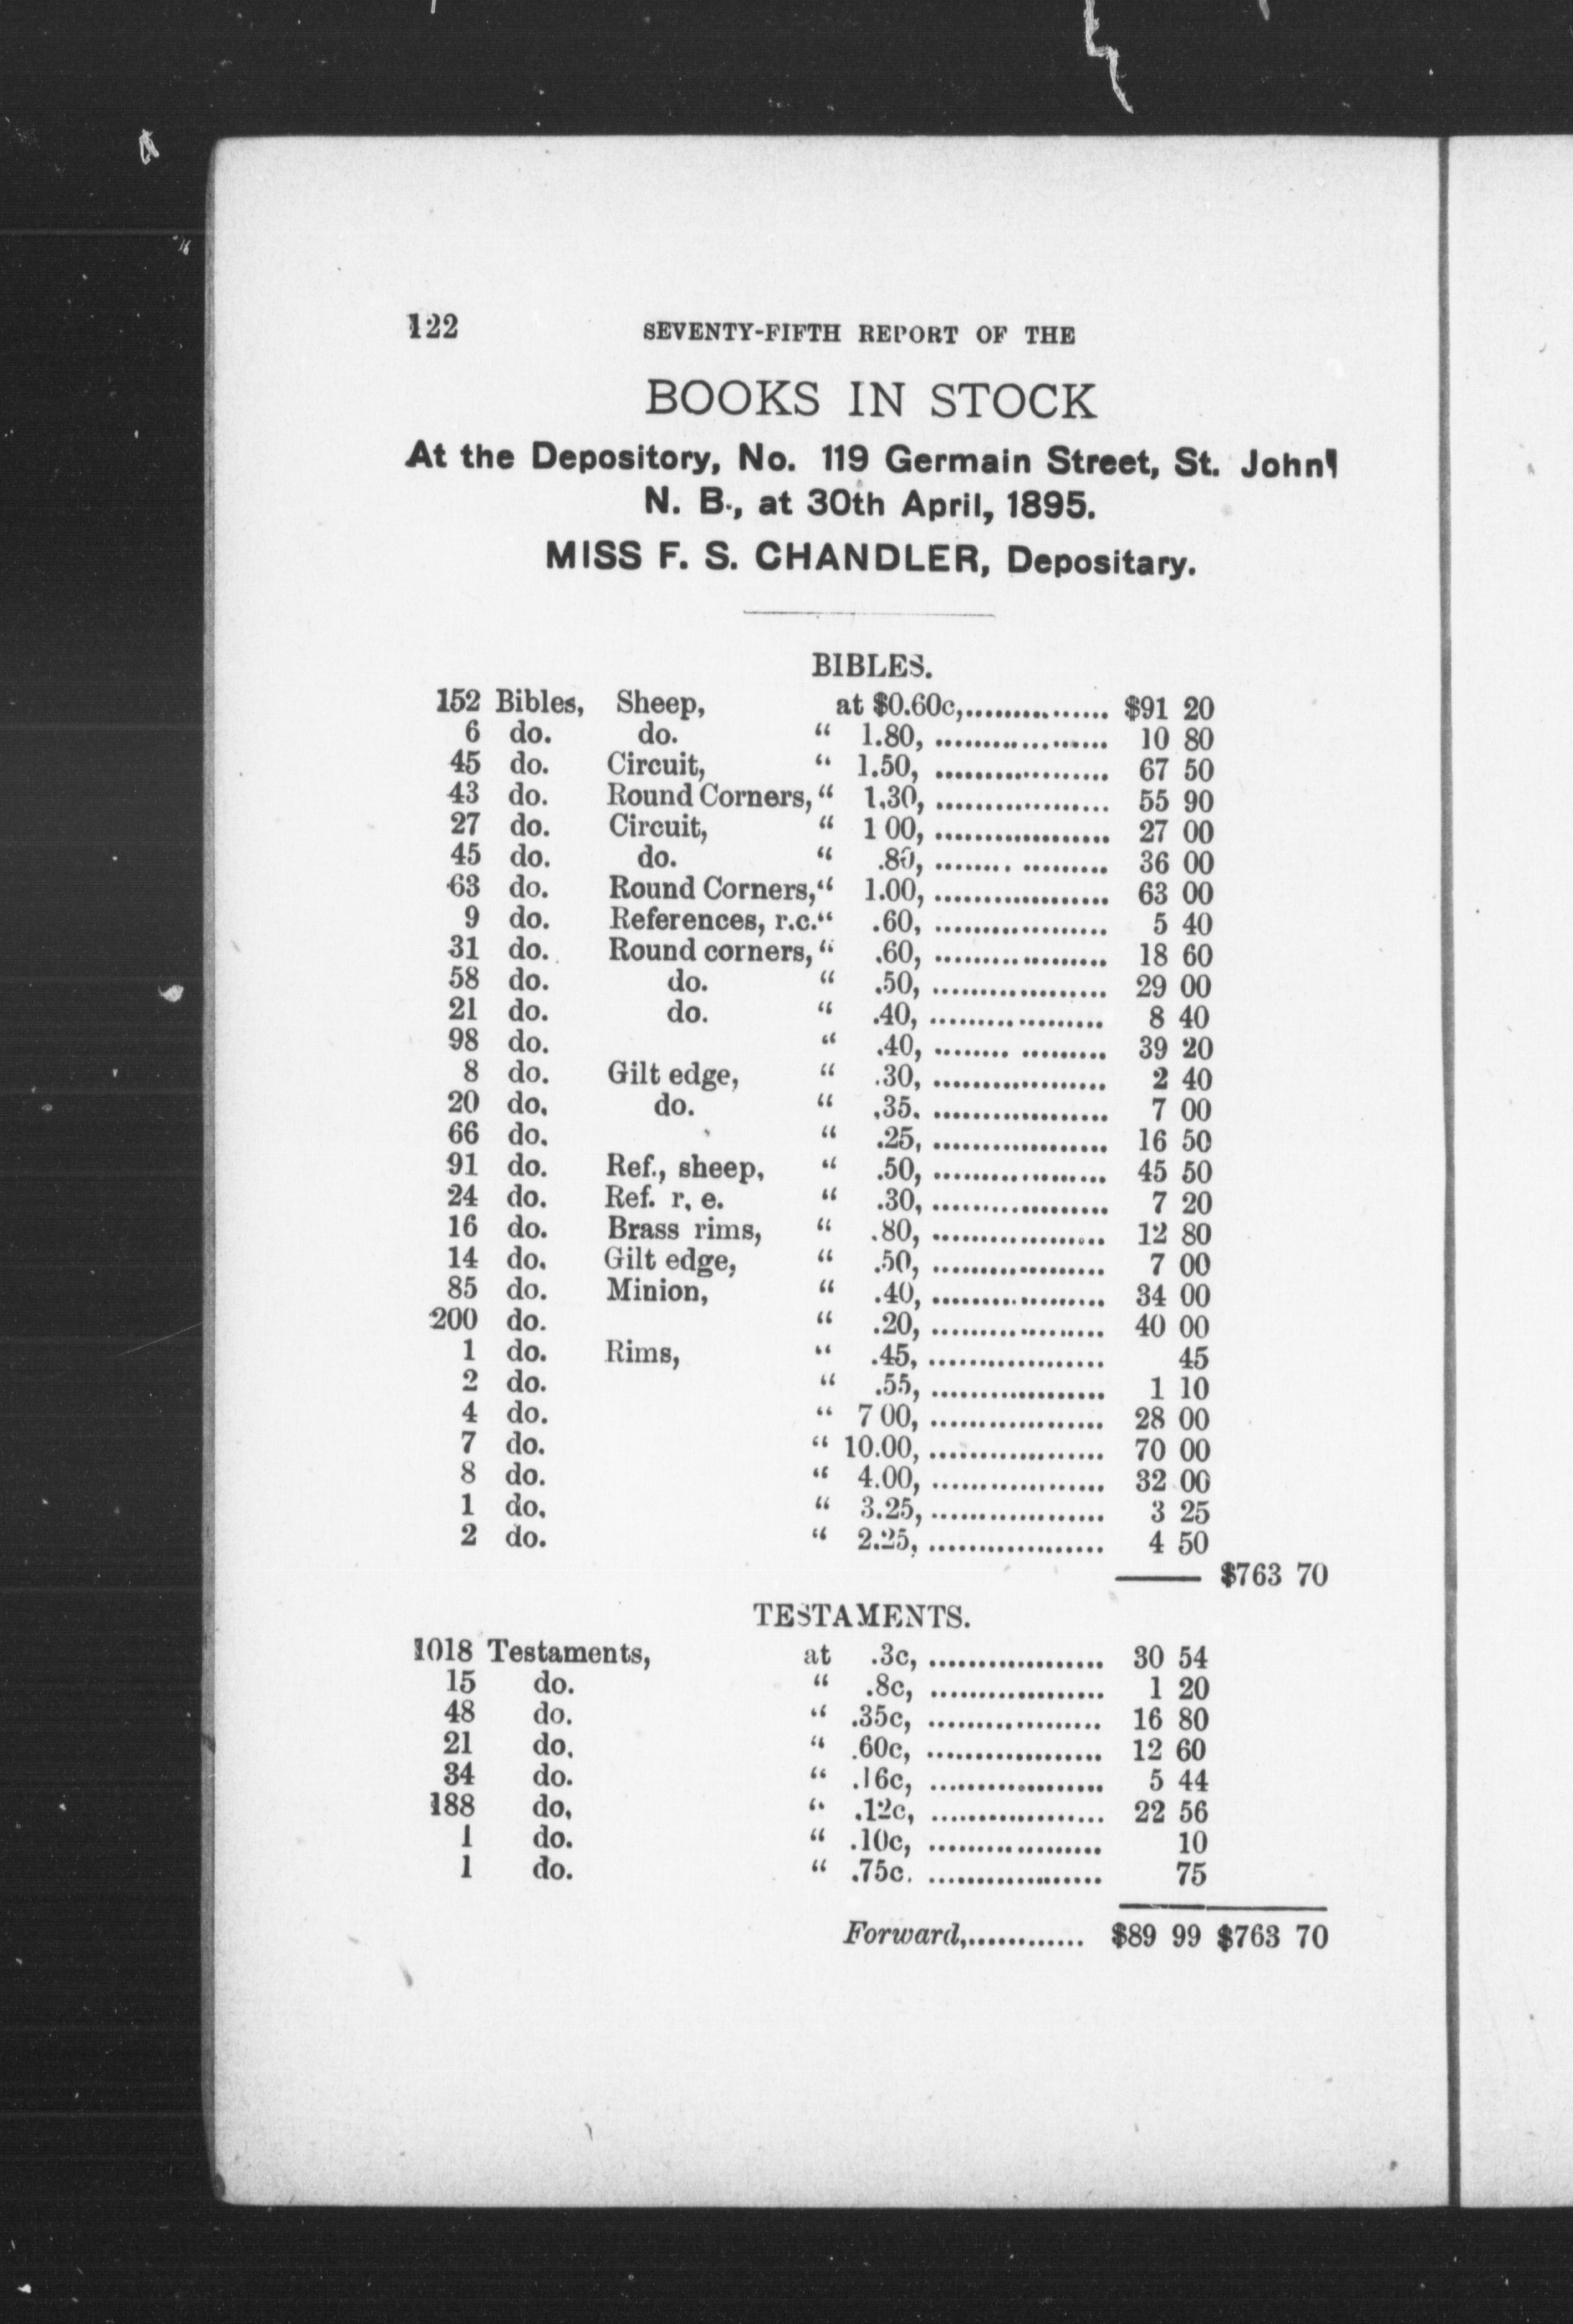 122 SEVENTY-FIFTH REPORT OF THE
BOOKS IN STOCK
At the Depository, No. 119 Germain Street, St. John,
N. B., at 30th April, 1895.
MISS F. S. CHANDLER, Depositary.
BIBLES.
152 Bibles, Sheep, at $0.60c,.................. $91 20
6 do. do. “ 1.80, .................. 10 80
45 do. Circuit, “ 1.50, .................. 67 50
43 do. Round Corners, “ 1.30, .................. 55 90
27 do. Circuit, “ 1 00, .................. 27 00
45 do. do. “ .80, ........ ......... 36 00
63 do. Round Corners, “ 1.00, .................. 63 00
9 do. References, r.c. “ .60, .................. 5 40
31 do. Round corners, “ .60, .................. 18 60
58 do. do. “ .50, .................. 29 00
21 do. do. “ .40, .................. 8 40
98 do. “ .40, ........ ......... 39 20
8 do. Gilt edge, “ .30, .................. 2 40
20 do. do. “ .35. .................. 7 00
66 do. “ .25, .................. 16 50
91 do. Ref., sheep, “ .50, .................. 45 50
24 do. Ref. r. e. “ .30, .................. 7 20
16 do. Brass rims, “ .80, .................. 12 80
14 do. Gilt edge, “ .50, .................. 7 00
85 do. Minion, “ .40, .................. 34 00
200 do. “ .20, .................. 40 00
1 do. Rims, “ .45, .................. 45
2 do. “ .55, .................. 1 10
4 do. “ 7 00, .................. 28 00
7 do. “ 10.00, .................. 70 00
8 do. “ 4.00, .................. 32 00
1 do. “ 3.25, .................. 3 25
2 do. “ 2.25, .................. 4 50
$763 70
TESTAMENTS.
1018 Testaments, at .3c, .................. 30 54
15 do. “ .8c, .................. 1 20
48 do. “ .35c, .................. 16 80
21 do. “ .60c, .................. 12 60
34 do. “ .16c, .................. 5 44
188 do. “ .12c, .................. 22 56
1 do. “ .10c, .................. 10
1 do. “ .75c. .................. 75
Forward,............ $89 99 $763 70